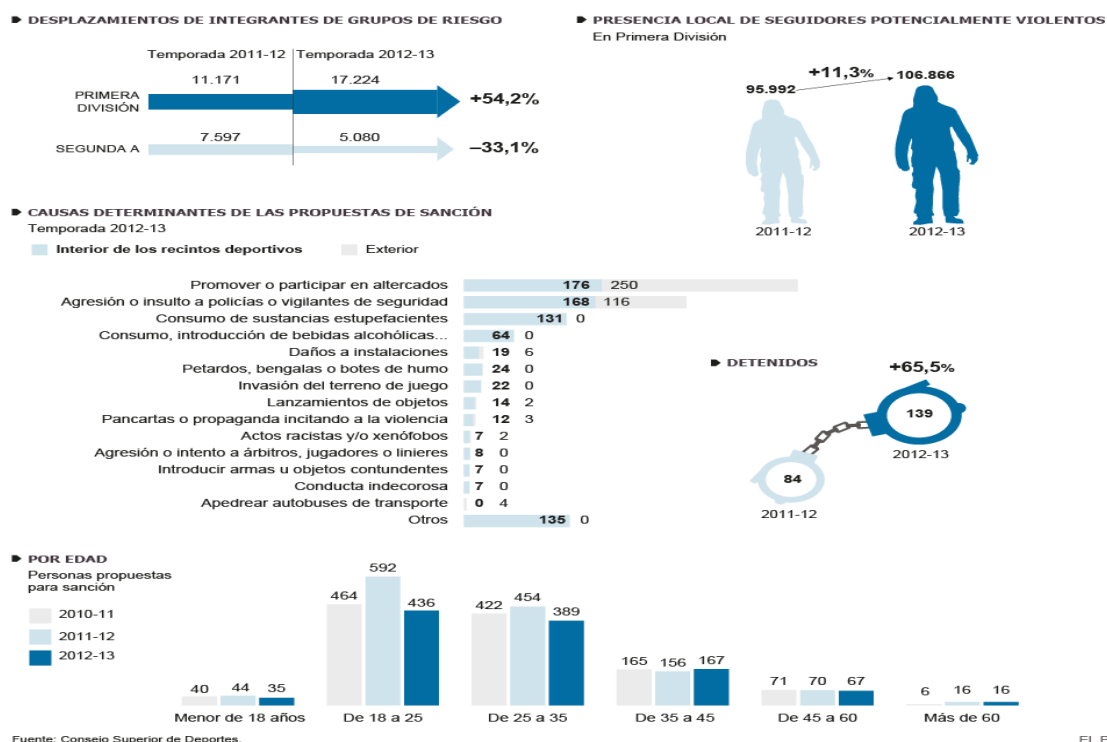 DESPLAZAMIENTOS DE INTEGRANTES DE GRUPOS DE RIESGO
Temporada 2011-12 Temporada 2012-13
11.171 17.224
PRIMERA
DIVISIÓN
+54,2%
7.597 5.080
SEGUNDA A
–33,1%
PRESENCIA LOCAL DE SEGUIDORES POTENCIALMENTE VIOLENTOS
En Primera División
+11,3%
95.992 106.866
2011-12 2012-13
CAUSAS DETERMINANTES DE LAS PROPUESTAS DE SANCIÓN
Temporada 2012-13
Interior de los recintos deportivos Exterior
Promover o participar en altercados 176 250
Agresión o insulto a policías o vigilantes de seguridad 168 116
Consumo de sustancias estupefacientes 131 0
Consumo, introducción de bebidas alcohólicas... 64 0
Daños a instalaciones 19 6
Petardos, bengalas o botes de humo 24 0
Invasión del terreno de juego 22 0
Lanzamientos de objetos 14 2
Pancartas o propaganda incitando a la violencia 12 3
Actos racistas y/o xenófobos 7 2
Agresión o intento a árbitros, jugadores o linieres 8 0
Introducir armas u objetos contundentes 7 0
Conducta indecorosa 7 0
Apedrear autobuses de transporte 0 4
Otros 135 0
DETENIDOS
+65,5%
139
2012-13
84
2011-12
POR EDAD
Personas propuestas
para sanción
2010-11
2011-12
2012-13
40 44 35
Menor de 18 años
464 592 436
De 18 a 25
422 454 389
De 25 a 35
165 156 167
De 35 a 45
71 70 67
De 45 a 60
6 16 16
Más de 60
Fuente: Consejo Superior de Deportes.
EL